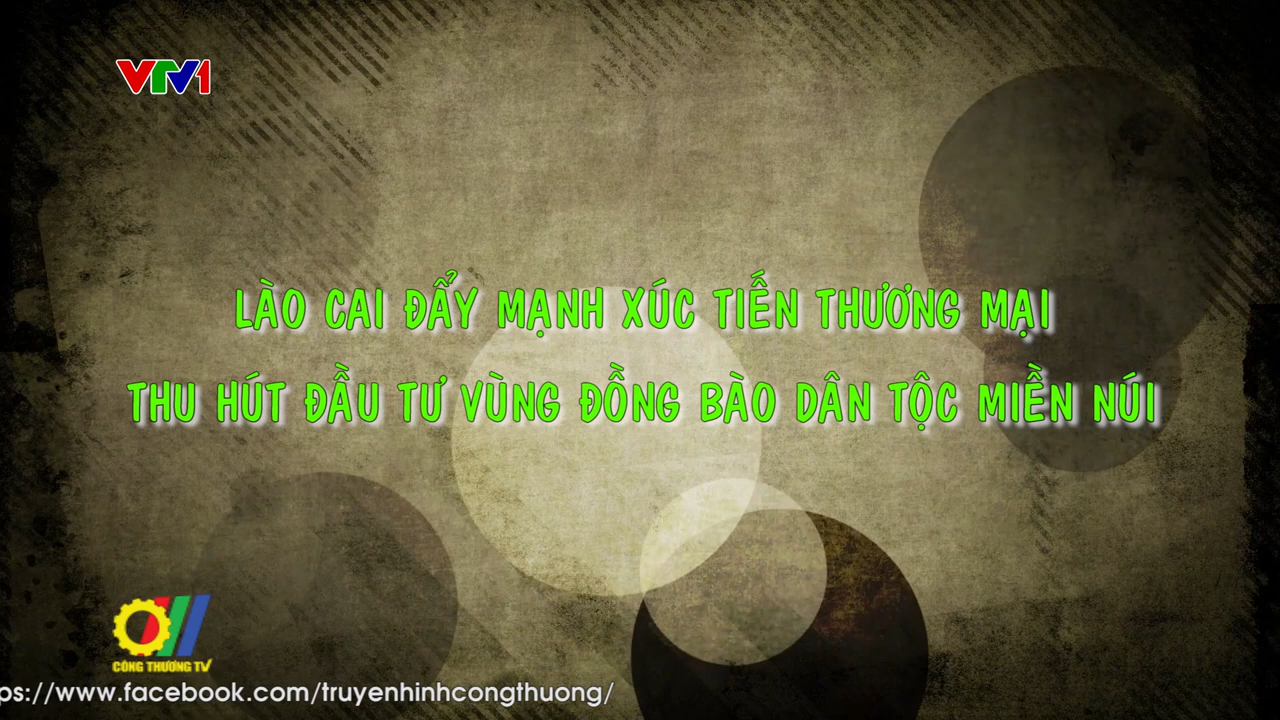 VTV1
LÀO CAI ĐẨY MẠNH XÚC TIẾN THƯƠNG MẠI
THU HÚT ĐẦU TƯ VÙNG ĐỒNG BÀO DÂN TỘC MIỀN NÚI
CÔNG THƯƠNG TV
ps://www.facebook.com/truyenhinhcongthuong/